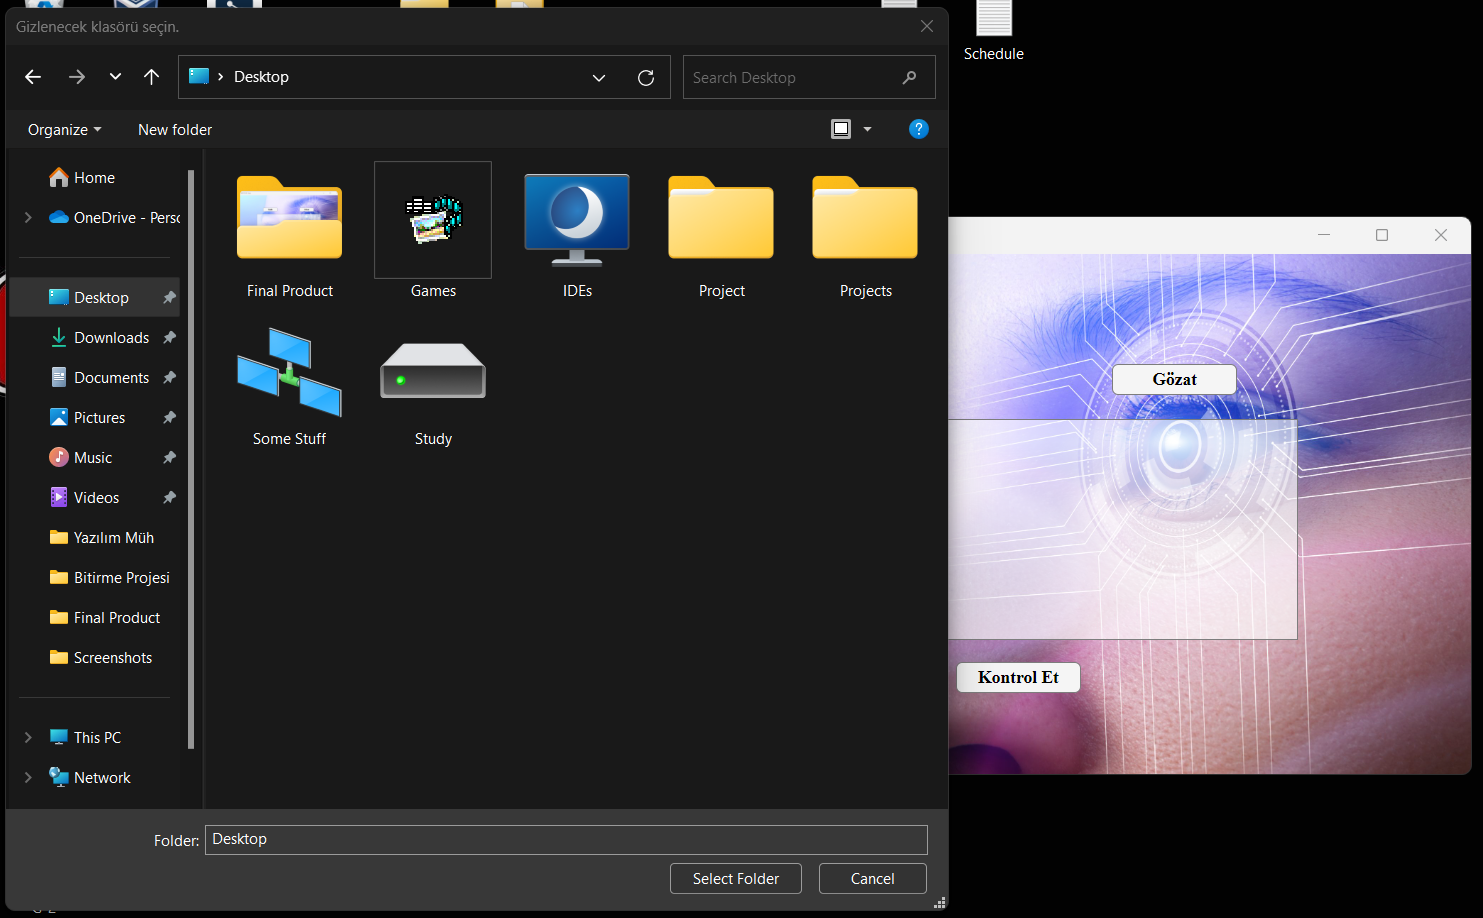 Gizlenecek klasörü seçin.
Schedule
Desktop
Search Desktop
Organize
New folder
Home
OneDrive - Perso
Desktop
Downloads
Documents
Pictures
Music
Videos
Yazılım Müh
Bitirme Projesi
Final Product
Screenshots
This PC
Network
Final Product
Games
IDEs
Project
Projects
Some Stuff
Study
Gözat
Kontrol Et
Folder: Desktop
Select Folder
Cancel